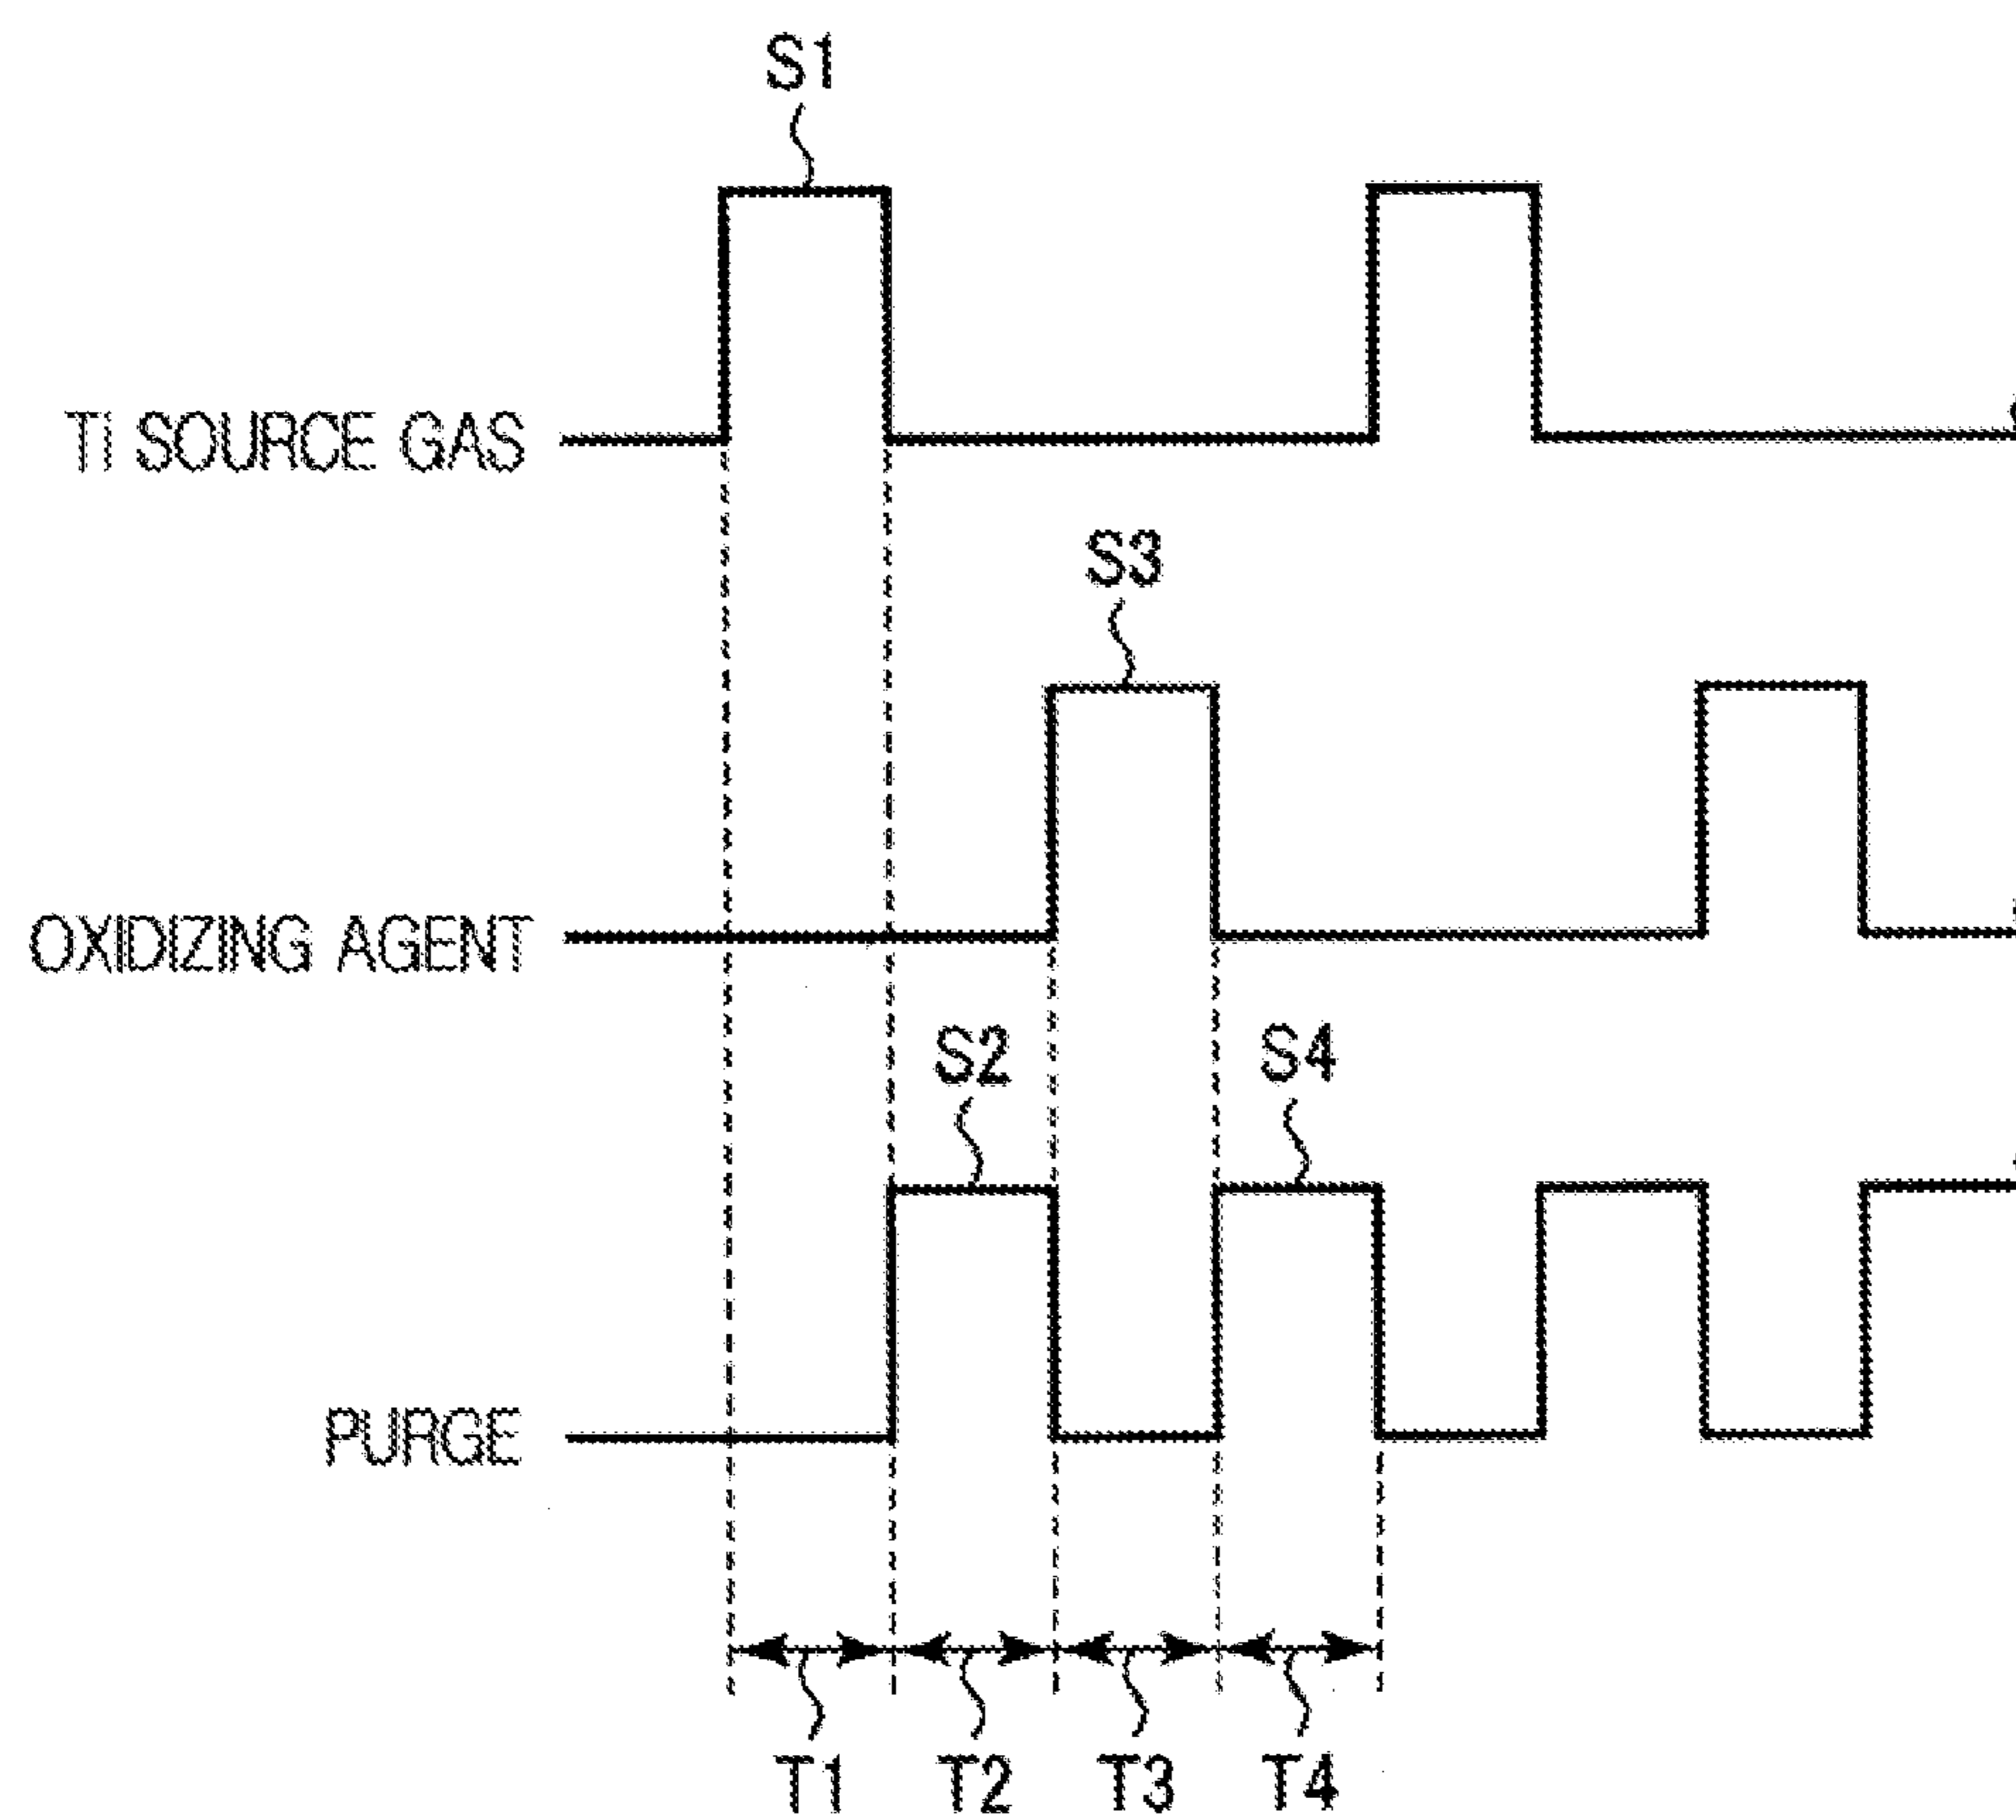 S1
Ti SOURCE GAS
S3
OXIDIZING AGENT
S2 S4
PURGE
T1 T2 T3 T4